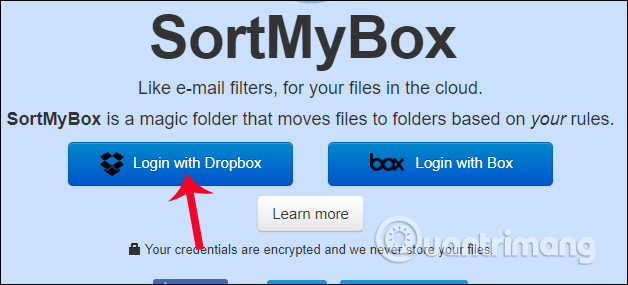 SortMyBox
Like e-mail filters, for your files in the cloud.
SortMyBox is a magic folder that moves files to folders based on your rules.
Login with Dropbox
box Login with Box
Learn more
Your credentials are encrypted and we never store your files.
Quantrimang